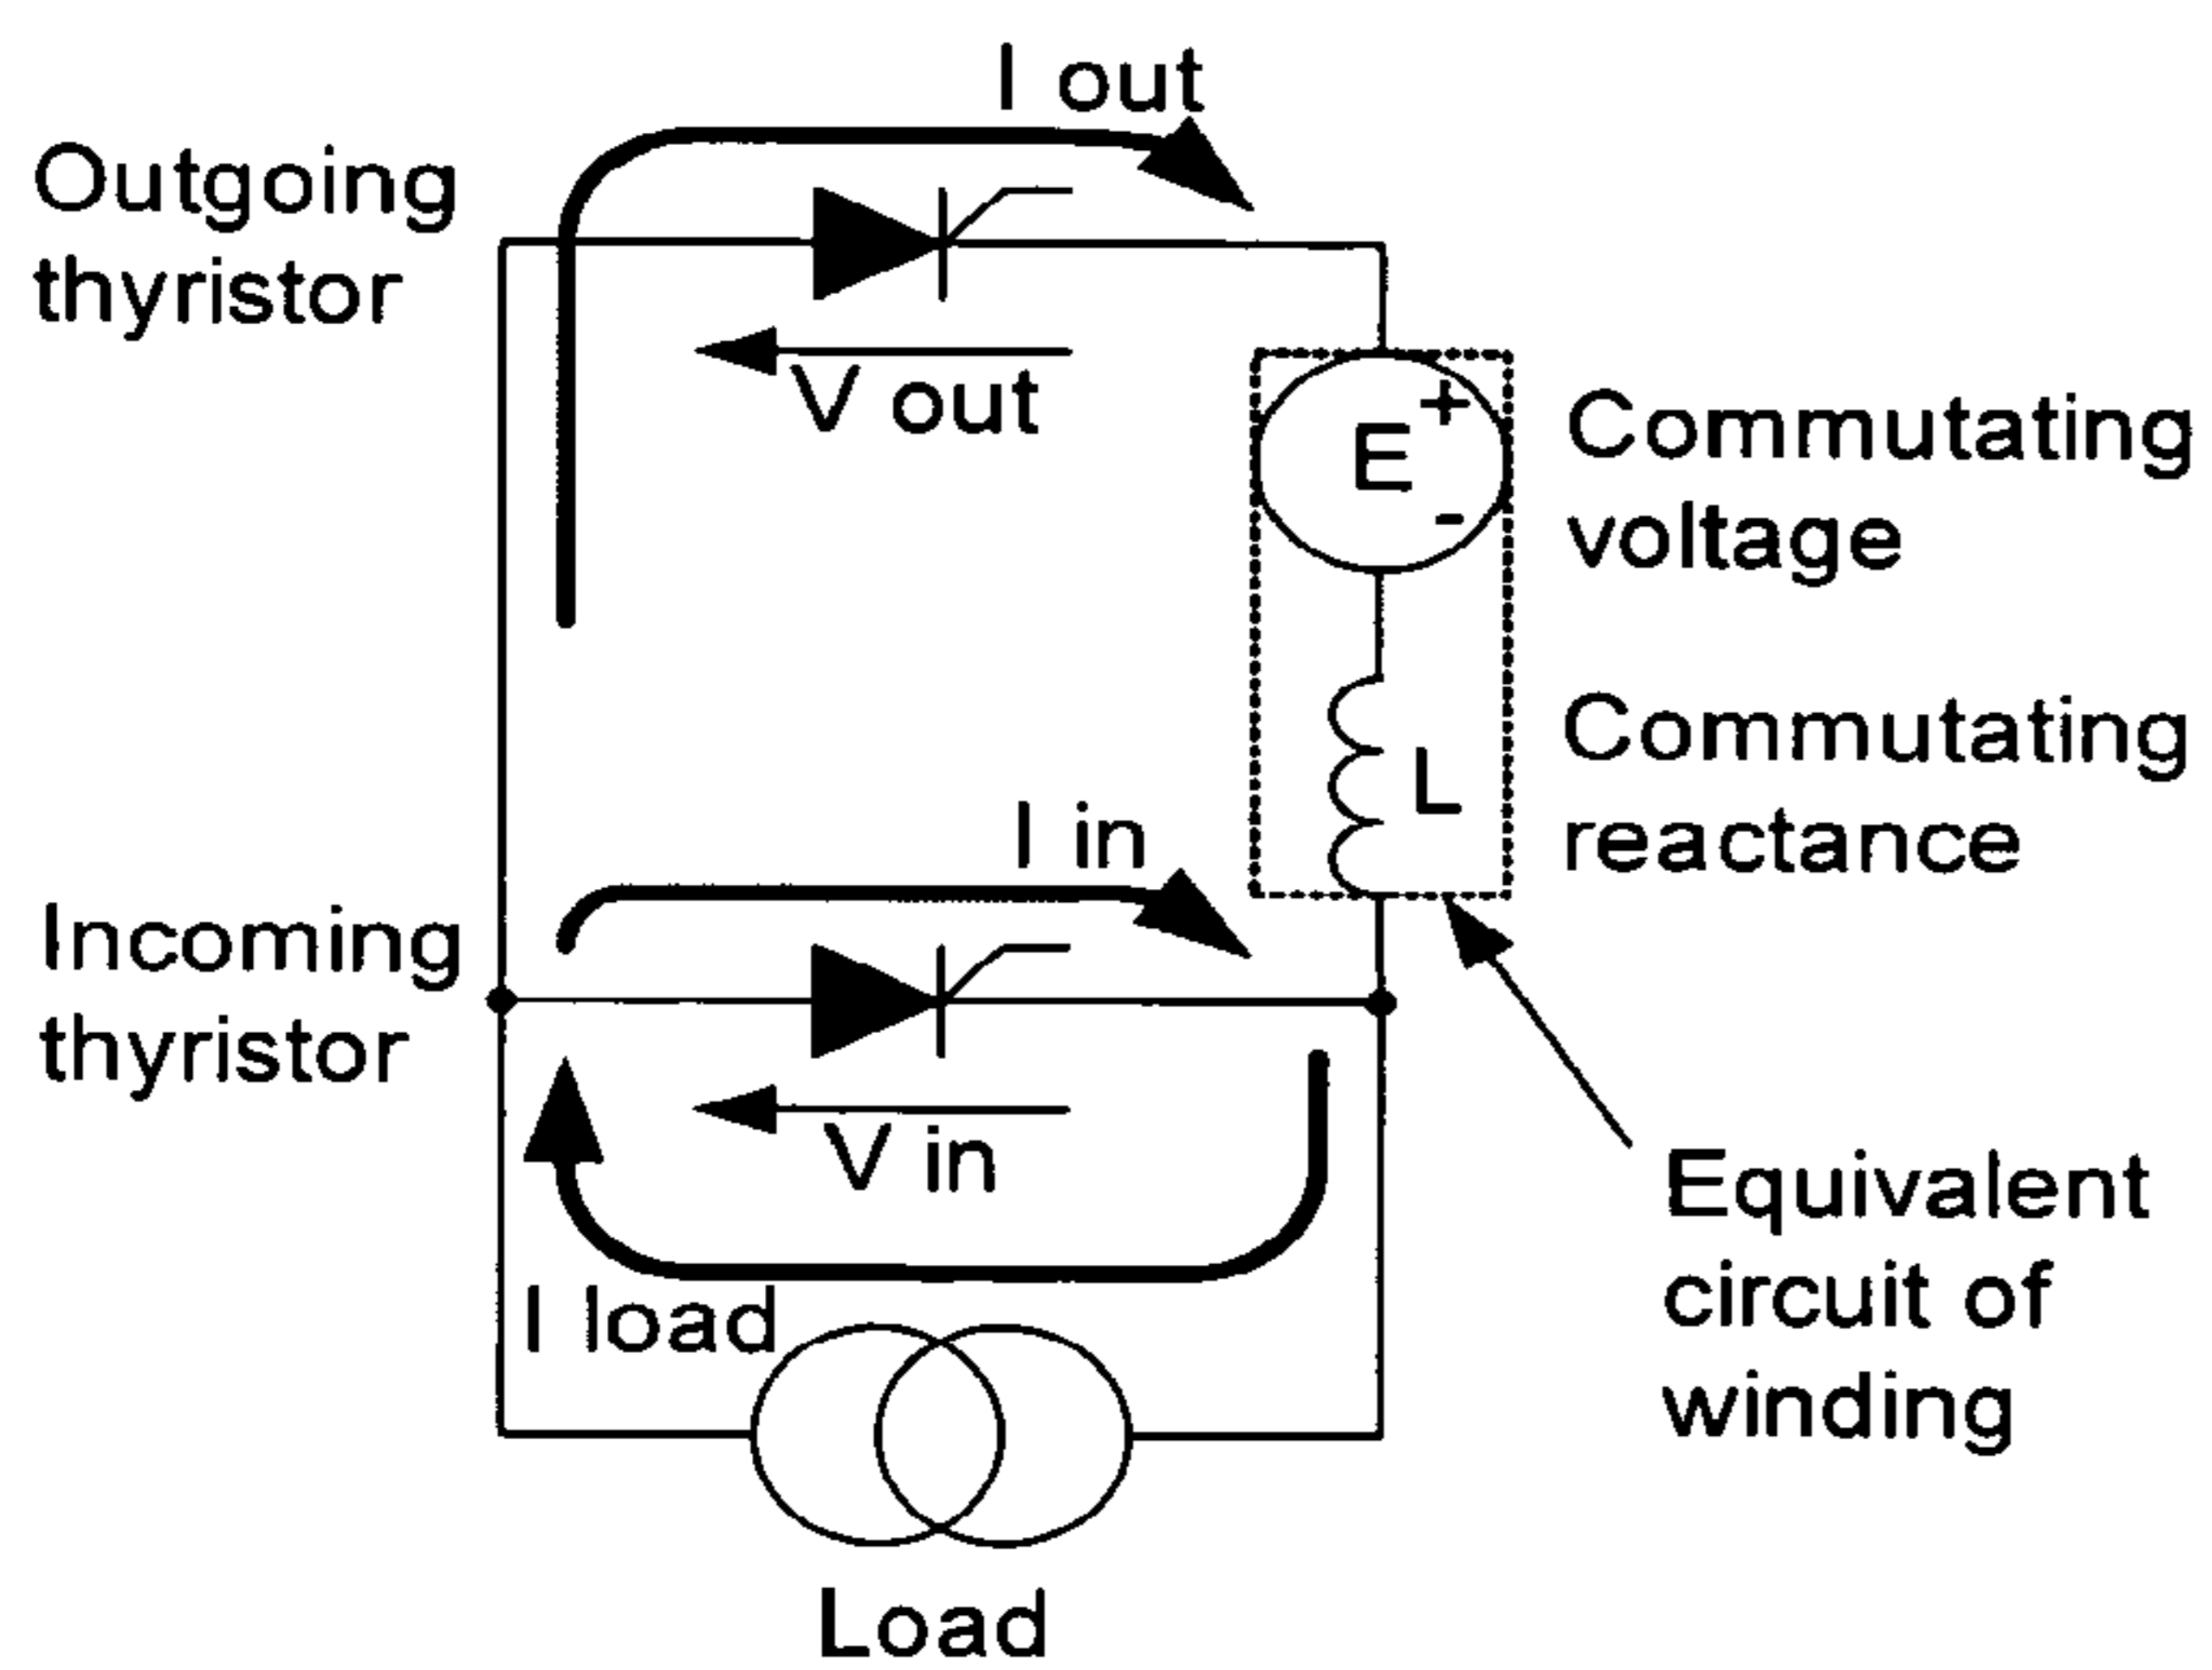 I out
Outgoing
thyristor
V out
+
E
-
Commutating
voltage
Commutating
reactance
L
I in
Incoming
thyristor
V in
Equivalent
circuit of
winding
I load
Load